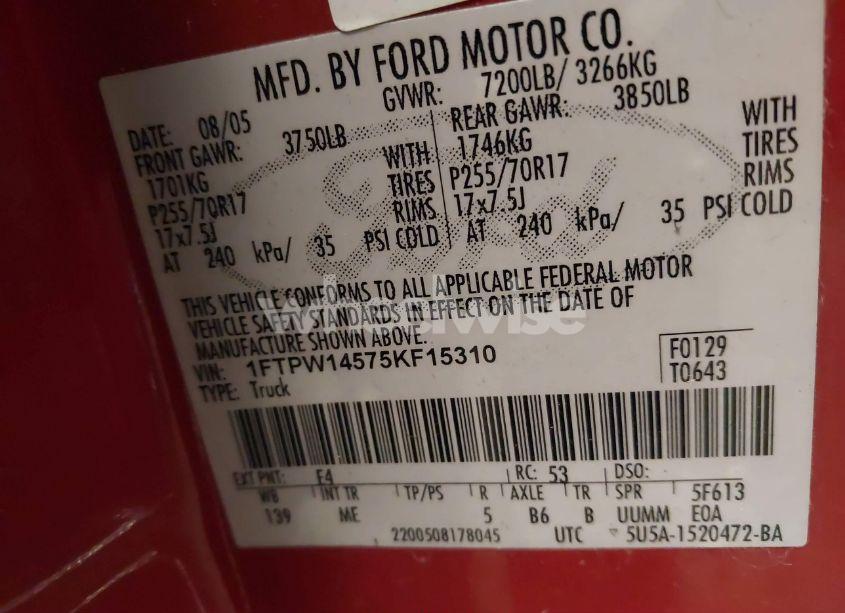 MFD. BY FORD MOTOR CO.
DATE: 08/05 GVWR: 7200LB/ 3266KG
FRONT GAWR: 3750LB REAR GAWR: 3850LB
1701KG WITH 1746KG WITH
P255/70R17 TIRES P255/70R17 TIRES
17x7.5J RIMS 17x7.5J RIMS
AT 240 kPa/ 35 PSI COLD AT 240 kPa/ 35 PSI COLD
THIS VEHICLE CONFORMS TO ALL APPLICABLE FEDERAL MOTOR
VEHICLE SAFETY STANDARDS IN EFFECT ON THE DATE OF
MANUFACTURE SHOWN ABOVE.
VIN: 1FTPW14575KF15310 F0129
TYPE: Truck T0643
EXT PNT: F4 RC: 53 DSO:
WB INT TR TP/PS R AXLE TR SPR 5F613
139 ME 5 B6 B UUMM EOA
2200508178045 UTC 5U5A-1520472-BA